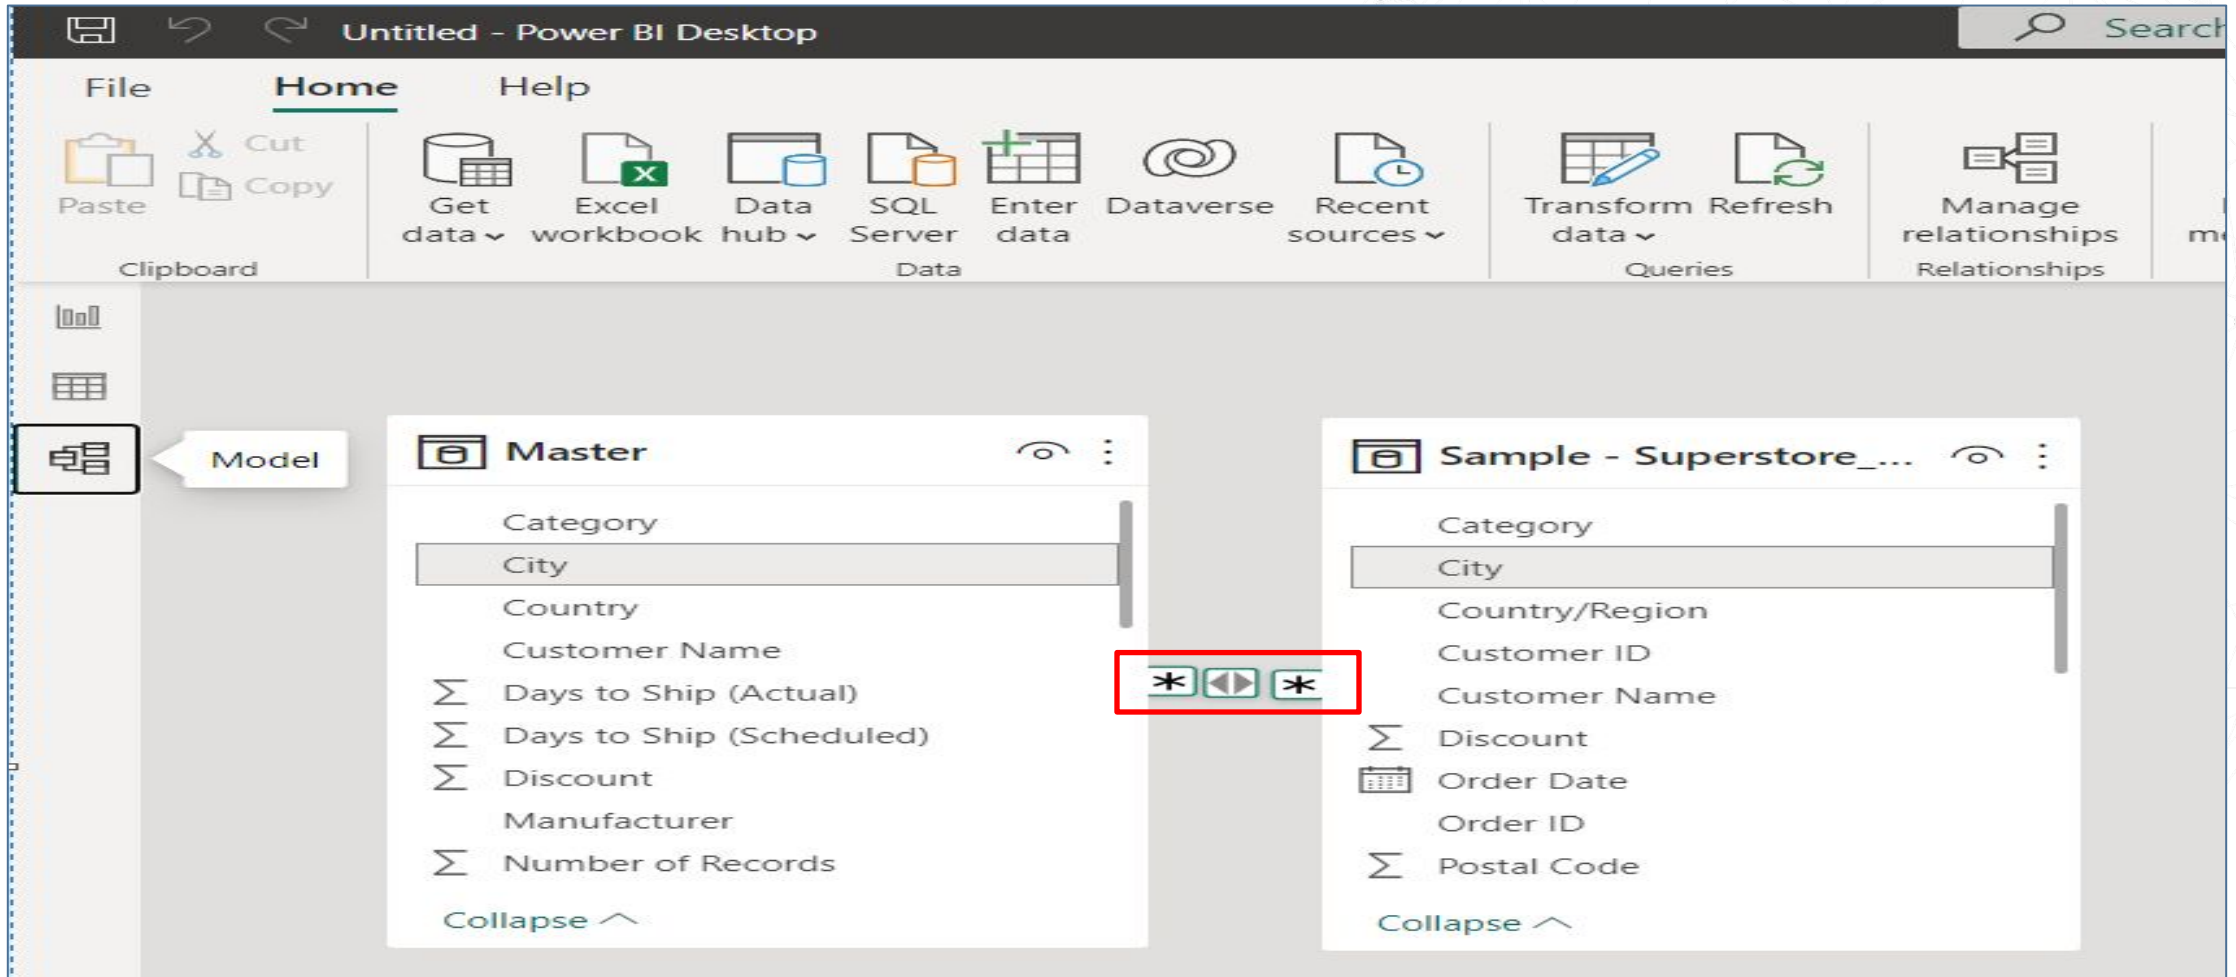 Untitled - Power BI Desktop
Search
File Home Help
Paste
Cut
Copy
Get data
Excel workbook
Data hub
SQL Server
Enter data
Dataverse
Recent sources
Transform data
Refresh
Manage relationships
Clipboard
Data
Queries
Relationships
Model
Master
Category
City
Country
Customer Name
Days to Ship (Actual)
Days to Ship (Scheduled)
Discount
Manufacturer
Number of Records
Collapse
* *
Sample - Superstore_...
Category
City
Country/Region
Customer ID
Customer Name
Discount
Order Date
Order ID
Postal Code
Collapse